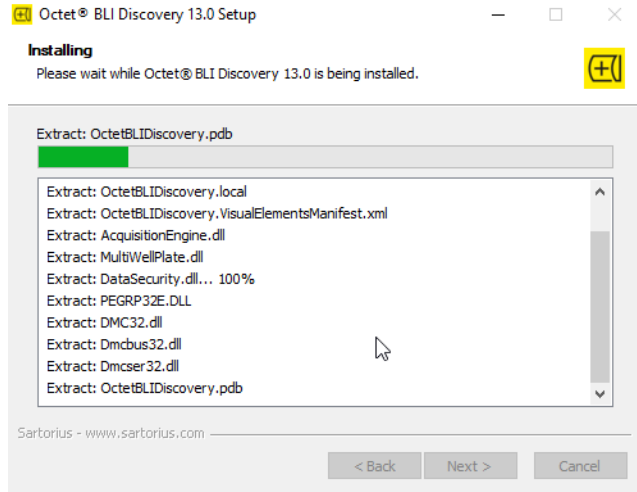 Octet® BLI Discovery 13.0 Setup
Installing
Please wait while Octet® BLI Discovery 13.0 is being installed.
Extract: OctetBLIDiscovery.pdb
Extract: OctetBLIDiscovery.local
Extract: OctetBLIDiscovery.VisualElementsManifest.xml
Extract: AcquisitionEngine.dll
Extract: MultiWellPlate.dll
Extract: DataSecurity.dll... 100%
Extract: PEGRP32E.DLL
Extract: DMC32.dll
Extract: Dmcbus32.dll
Extract: Dmcser32.dll
Extract: OctetBLIDiscovery.pdb
Sartorius - www.sartorius.com
< Back Next > Cancel